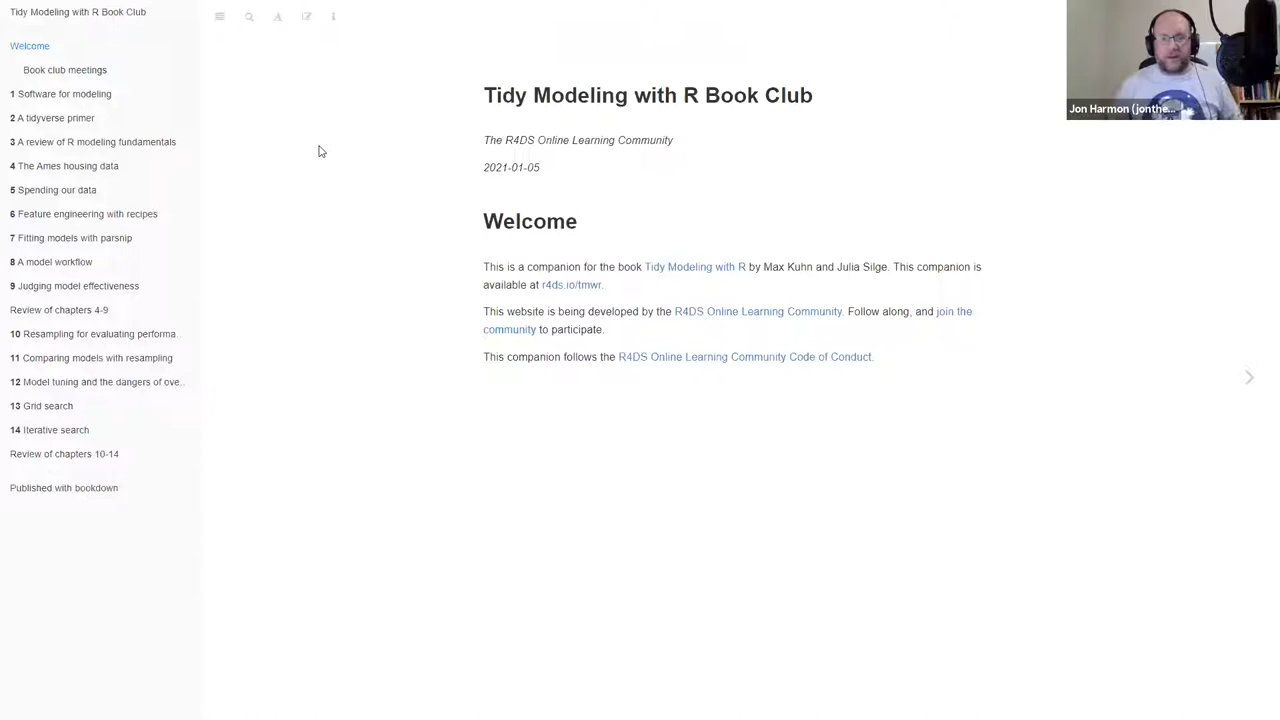 Tidy Modeling with R Book Club
Welcome
Book club meetings
1 Software for modeling
2 A tidyverse primer
3 A review of R modeling fundamentals
4 The Ames housing data
5 Spending our data
6 Feature engineering with recipes
7 Fitting models with parsnip
8 A model workflow
9 Judging model effectiveness
Review of chapters 4-9
10 Resampling for evaluating performa..
11 Comparing models with resampling
12 Model tuning and the dangers of ove..
13 Grid search
14 Iterative search
Review of chapters 10-14
Published with bookdown
Tidy Modeling with R Book Club
The R4DS Online Learning Community
2021-01-05
Welcome
This is a companion for the book Tidy Modeling with R by Max Kuhn and Julia Silge. This companion is
available at r4ds.io/tmwr.
This website is being developed by the R4DS Online Learning Community. Follow along, and join the
community to participate.
This companion follows the R4DS Online Learning Community Code of Conduct.
Jon Harmon (jonthe...